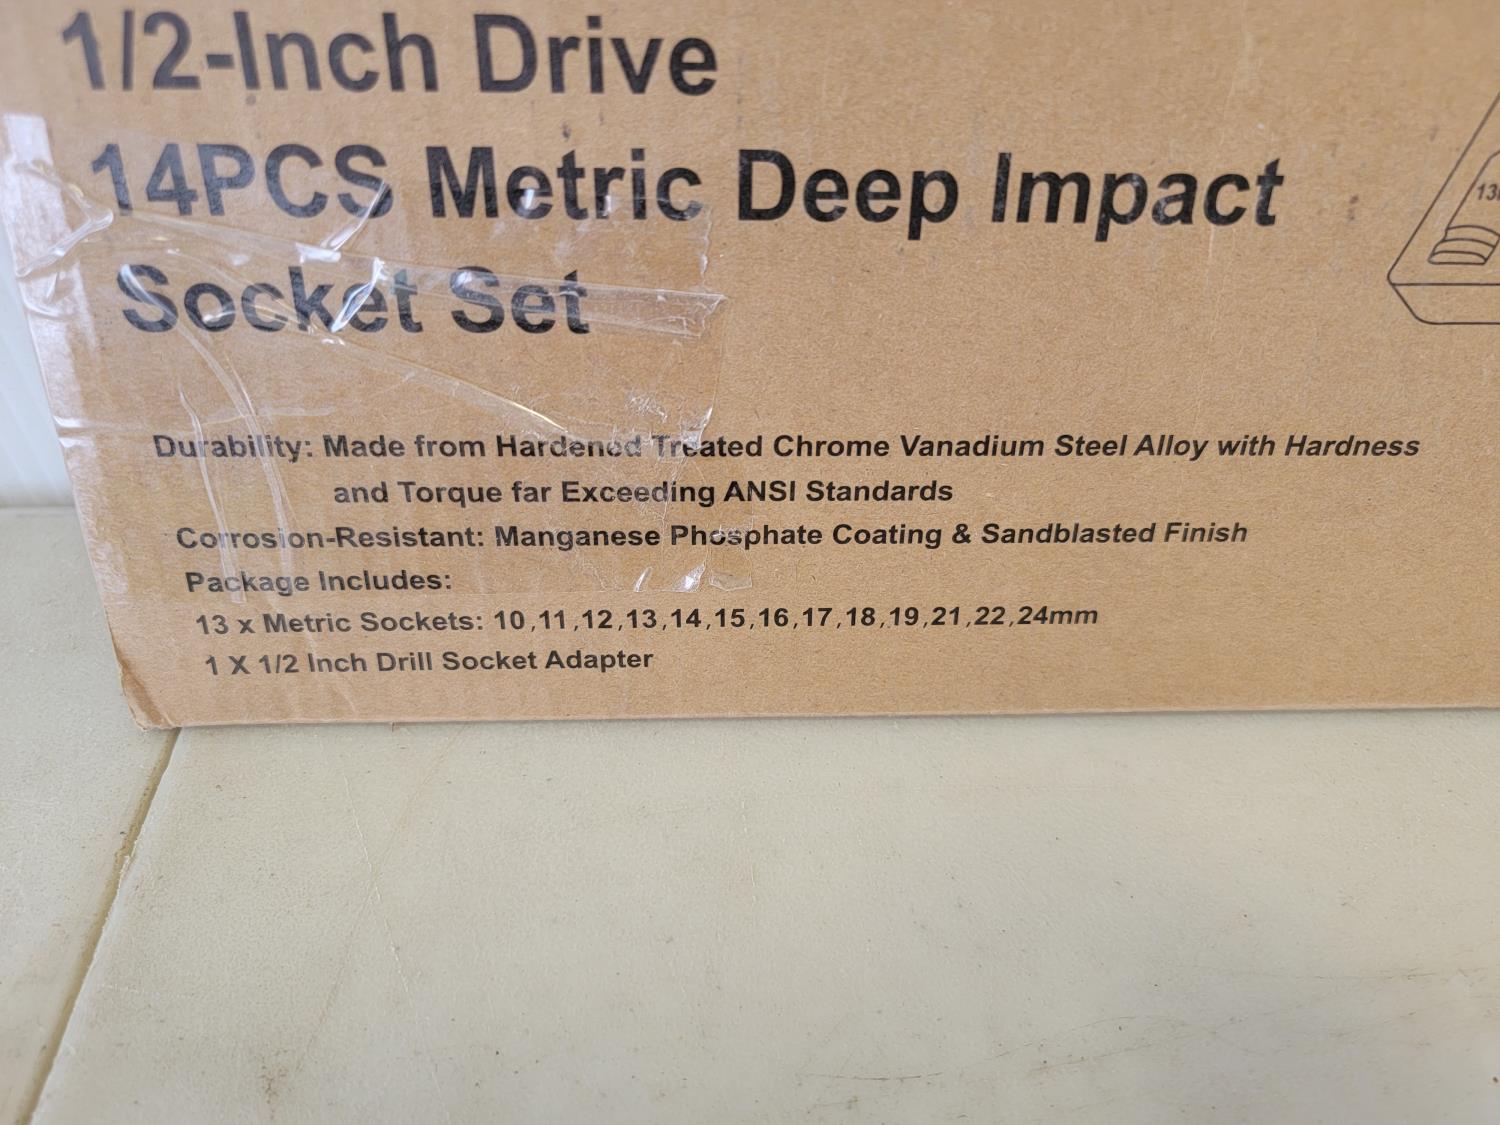 1/2-Inch Drive
14PCS Metric Deep Impact
Socket Set
Durability: Made from Hardened Treated Chrome Vanadium Steel Alloy with Hardness
and Torque far Exceeding ANSI Standards
Corrosion-Resistant: Manganese Phosphate Coating & Sandblasted Finish
Package Includes:
13 x Metric Sockets: 10,11,12,13,14,15,16,17,18,19,21,22,24mm
1 X 1/2 Inch Drill Socket Adapter